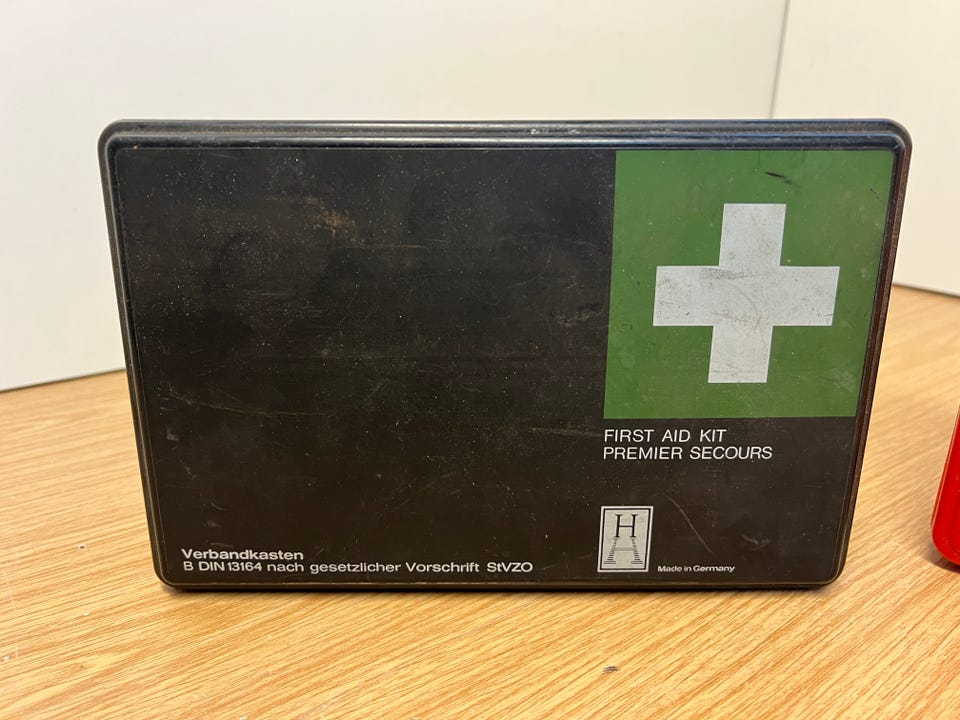 FIRST AID KIT
PREMIER SECOURS
H
A
Verbandkasten
B DIN 13164 nach gesetzlicher Vorschrift StVZO
Made in Germany